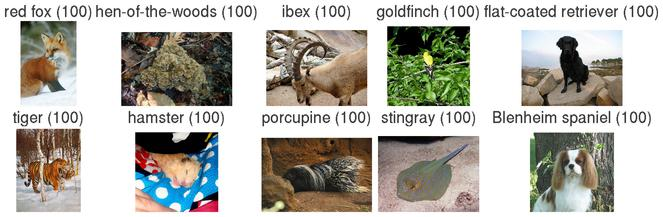 red fox (100) hen-of-the-woods (100) ibex (100) goldfinch (100) flat-coated retriever (100)
tiger (100) hamster (100) porcupine (100) stingray (100) Blenheim spaniel (100)